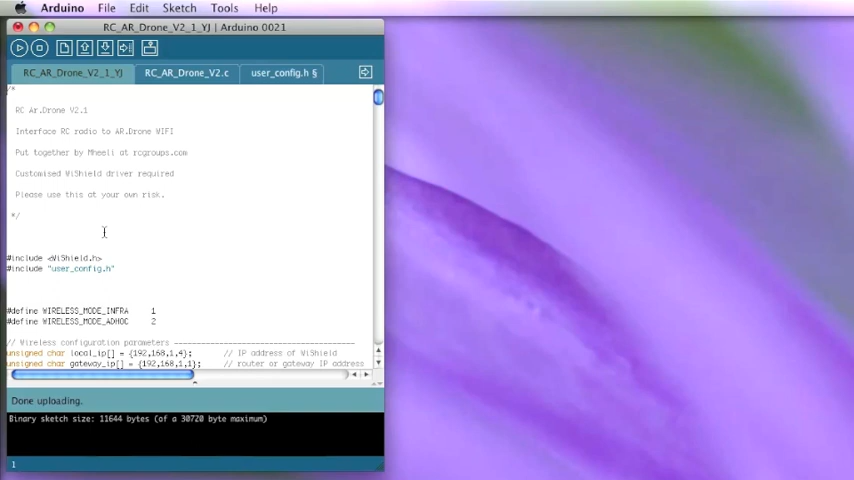 Arduino File Edit Sketch Tools Help
RC_AR_Drone_V2_1_YJ | Arduino 0021
RC_AR_Drone_V2_1_YJ RC_AR_Drone_V2.c user_config.h §
/*
RC Ar.Drone V2.1
Interface RC radio to AR.Drone WIFI
Put together by Mheeli at rcgroups.com
Customised WiShield driver required
Please use this at your own risk.
*/
#include <WiShield.h>
#include "user_config.h"
#define WIRELESS_MODE_INFRA 1
#define WIRELESS_MODE_ADHOC 2
// Wireless configuration parameters ----------------------------------------
unsigned char local_ip[] = {192,168,1,4}; // IP address of WiShield
unsigned char gateway_ip[] = {192,168,1,1}; // router or gateway IP address
Done uploading.
Binary sketch size: 11644 bytes (of a 30720 byte maximum)
1